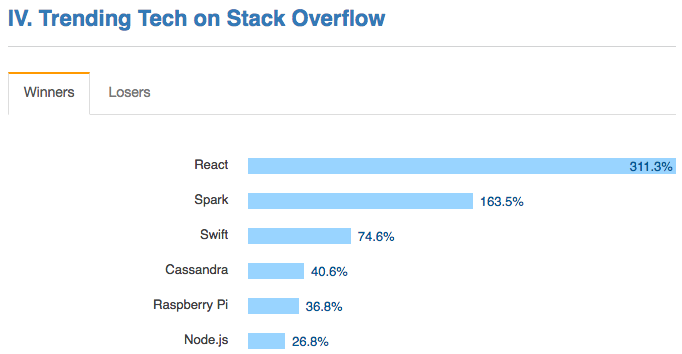 IV. Trending Tech on Stack Overflow
Winners Losers
React 311.3%
Spark 163.5%
Swift 74.6%
Cassandra 40.6%
Raspberry Pi 36.8%
Node.js 26.8%